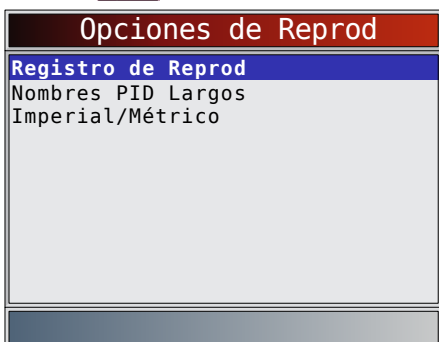 Opciones de Reprod
Registro de Reprod
Nombres PID Largos
Imperial/Métrico